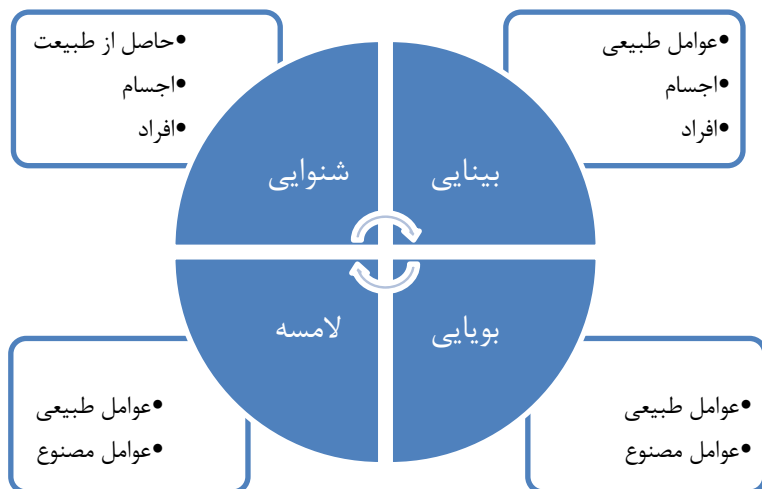 •عوامل طبیعی
•اجسام
•افراد
•حاصل از طبیعت
•اجسام
•افراد
بینایی
شنوایی
بویایی
لامسه
•عوامل طبیعی
•عوامل مصنوع
•عوامل طبیعی
•عوامل مصنوع